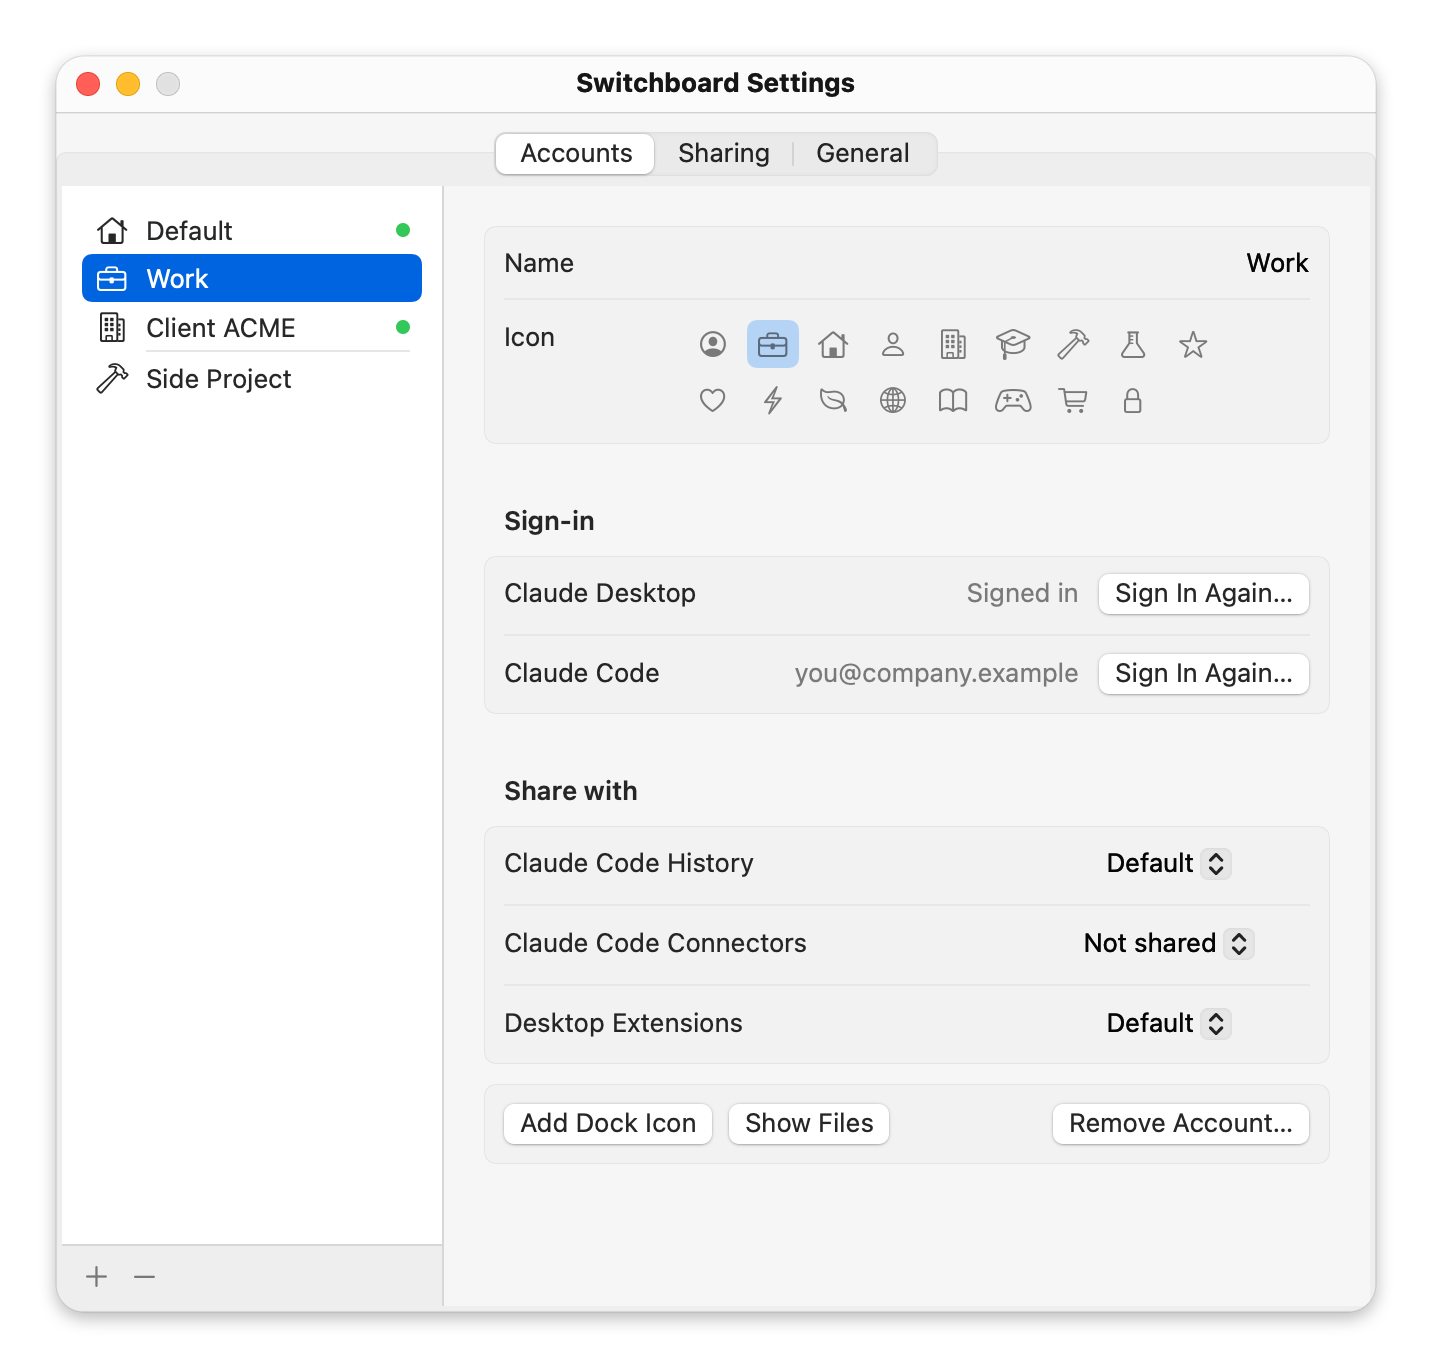 Switchboard Settings
Accounts
Sharing
General
Default
Work
Client ACME
Side Project
Name
Work
Icon
Sign-in
Claude Desktop
Signed in
Sign In Again...
Claude Code
you@company.example
Sign In Again...
Share with
Claude Code History
Default
Claude Code Connectors
Not shared
Desktop Extensions
Default
Add Dock Icon
Show Files
Remove Account...